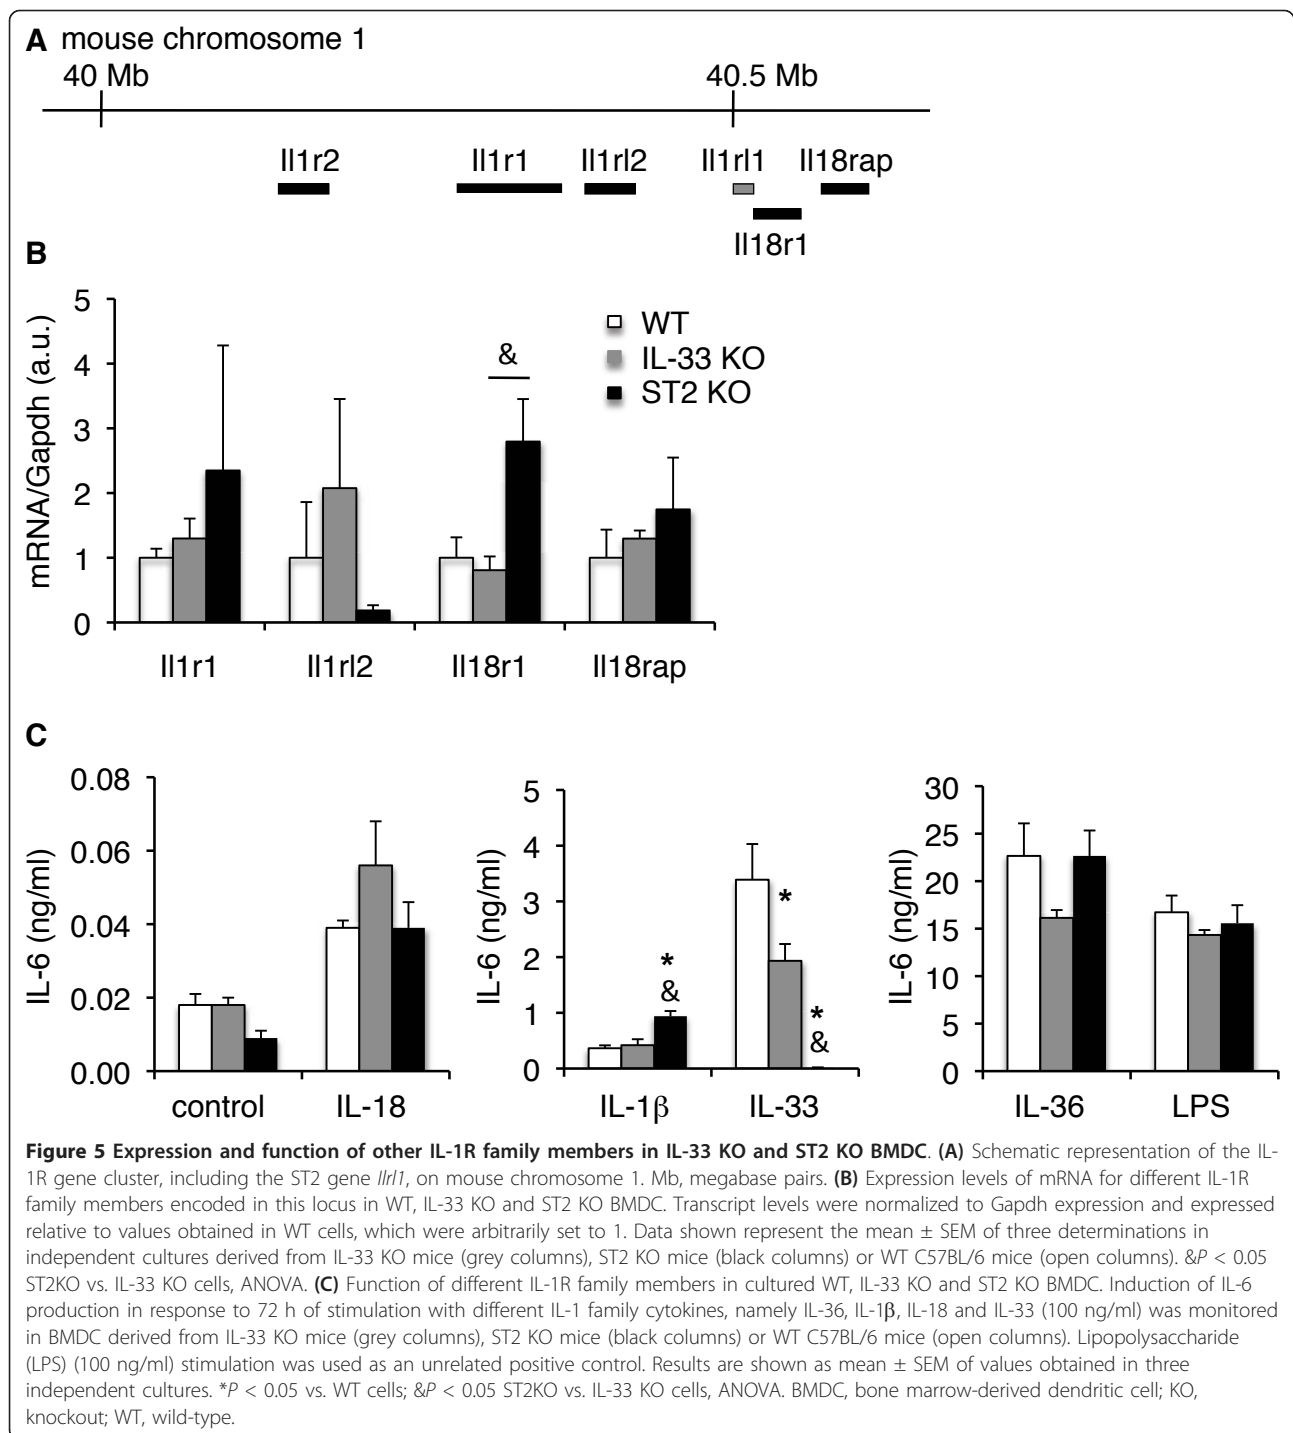 A mouse chromosome 1
40 Mb 40.5 Mb
Il1r2 Il1r1 Il1rl2 Il1rl1 Il18rap
Il18r1
B
mRNA/Gapdh (a.u.)
5
4
3
2
1
0
&
WT
IL-33 KO
ST2 KO
Il1r1 Il1rl2 Il18r1 Il18rap
C
IL-6 (ng/ml)
0.08
0.06
0.04
0.02
0.00
control IL-18
IL-6 (ng/ml)
5
4
3
2
1
0
*
&
*
*
&
IL-1β IL-33
IL-6 (ng/ml)
30
25
20
15
10
5
0
IL-36 LPS
Figure 5 Expression and function of other IL-1R family members in IL-33 KO and ST2 KO BMDC. (A) Schematic representation of the IL-
1R gene cluster, including the ST2 gene Ilrl1, on mouse chromosome 1. Mb, megabase pairs. (B) Expression levels of mRNA for different IL-1R
family members encoded in this locus in WT, IL-33 KO and ST2 KO BMDC. Transcript levels were normalized to Gapdh expression and expressed
relative to values obtained in WT cells, which were arbitrarily set to 1. Data shown represent the mean ± SEM of three determinations in
independent cultures derived from IL-33 KO mice (grey columns), ST2 KO mice (black columns) or WT C57BL/6 mice (open columns). &P < 0.05
ST2KO vs. IL-33 KO cells, ANOVA. (C) Function of different IL-1R family members in cultured WT, IL-33 KO and ST2 KO BMDC. Induction of IL-6
production in response to 72 h of stimulation with different IL-1 family cytokines, namely IL-36, IL-1β, IL-18 and IL-33 (100 ng/ml) was monitored
in BMDC derived from IL-33 KO mice (grey columns), ST2 KO mice (black columns) or WT C57BL/6 mice (open columns). Lipopolysaccharide
(LPS) (100 ng/ml) stimulation was used as an unrelated positive control. Results are shown as mean ± SEM of values obtained in three
independent cultures. *P < 0.05 vs. WT cells; &P < 0.05 ST2KO vs. IL-33 KO cells, ANOVA. BMDC, bone marrow-derived dendritic cell; KO,
knockout; WT, wild-type.